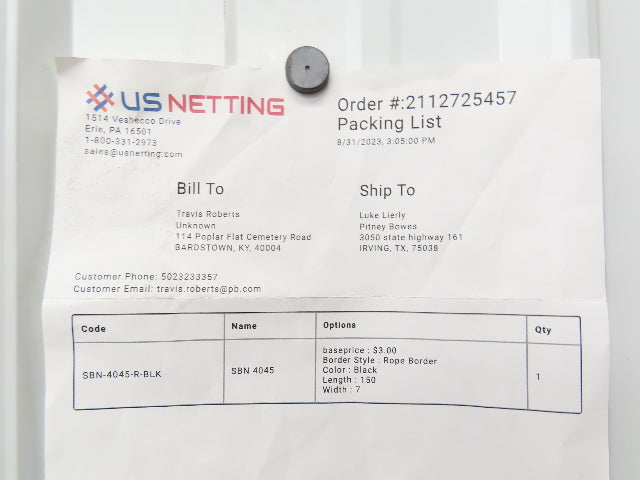 US NETTING
1514 Veshecco Drive
Erie, PA 16501
1-800-331-2973
sales@usnetting.com
Order #:2112725457
Packing List
8/31/2023, 3:05:00 PM
Bill To
Travis Roberts
Unknown
114 Poplar Flat Cemetery Road
BARDSTOWN, KY, 40004
Ship To
Luke Lierly
Pitney Bowes
3050 state highway 161
IRVING, TX, 75038
Customer Phone: 5023233357
Customer Email: travis.roberts@pb.com
Code Name Options Qty
SBN-4045-R-BLK SBN 4045 baseprice : $3.00
Border Style : Rope Border
Color : Black
Length : 150
Width : 7
1